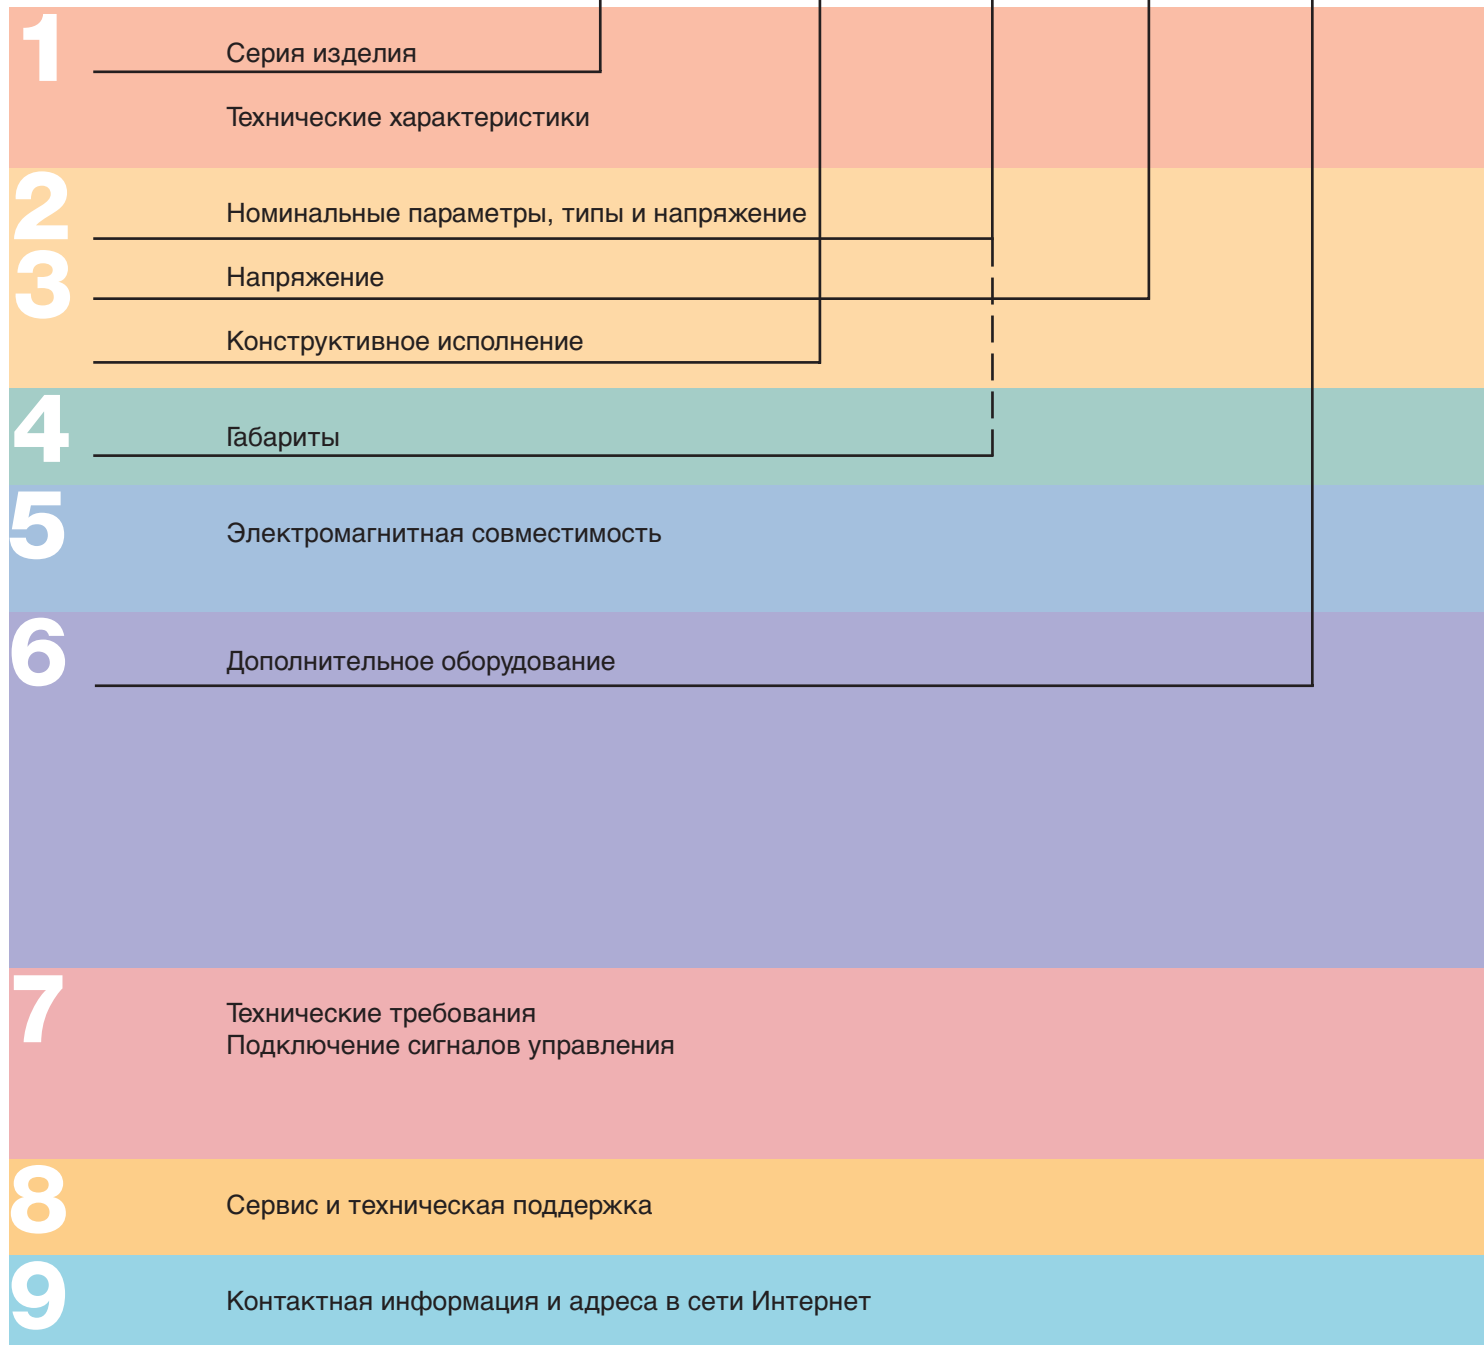 1
Серия изделия
Технические характеристики
2
Номинальные параметры, типы и напряжение
3
Напряжение
Конструктивное исполнение
4
Габариты
5
Электромагнитная совместимость
6
Дополнительное оборудование
7
Технические требования
Подключение сигналов управления
8
Сервис и техническая поддержка
9
Контактная информация и адреса в сети Интернет